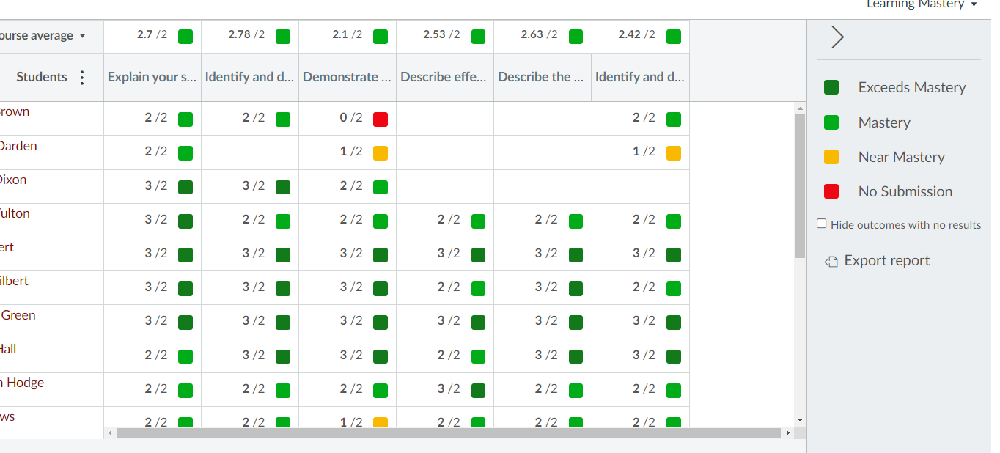 Learning Mastery
ourse average 2.7 /2 2.78 /2 2.1 /2 2.53 /2 2.63 /2 2.42 /2
Students Explain your s... Identify and d... Demonstrate ... Describe effe... Describe the ... Identify and d...
rown 2 /2 2 /2 0 /2 2 /2
Darden 2 /2 1 /2 1 /2
Dixon 3 /2 3 /2 2 /2
ulton 3 /2 2 /2 2 /2 2 /2 2 /2 2 /2
ert 3 /2 3 /2 3 /2 3 /2 3 /2 3 /2
ilbert 3 /2 3 /2 3 /2 2 /2 3 /2 2 /2
Green 3 /2 3 /2 3 /2 3 /2 3 /2 3 /2
Hall 2 /2 3 /2 3 /2 2 /2 3 /2 3 /2
n Hodge 2 /2 2 /2 2 /2 3 /2 2 /2 2 /2
ws 2 /2 2 /2 1 /2 2 /2 2 /2 2 /2
Exceeds Mastery
Mastery
Near Mastery
No Submission
Hide outcomes with no results
Export report